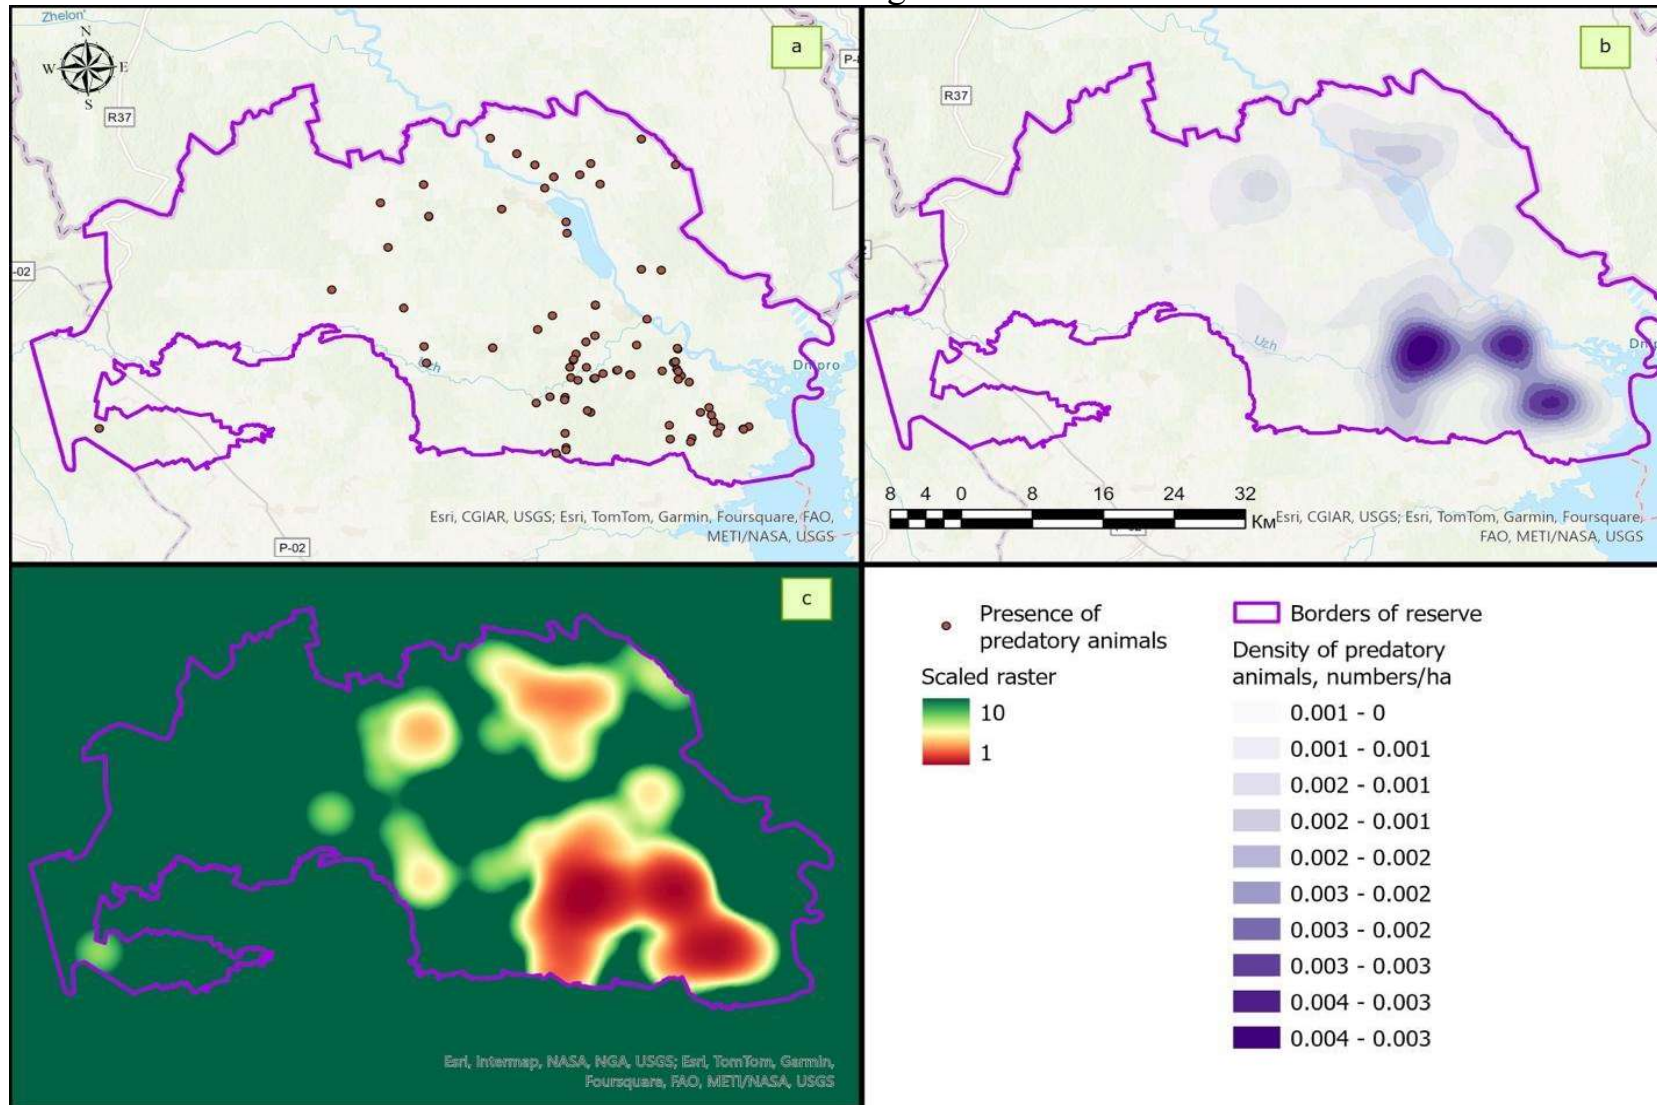 Zhelon'
N
W
E
S
R37
a
P-
-02
Uzh
Dnipro
Esri, CGIAR, USGS; Esri, TomTom, Garmin, Foursquare, FAO,
METI/NASA, USGS
P-02
b
R37
Uzh
8 4 0 8 16 24 32
Км
Esri, CGIAR, USGS; Esri, TomTom, Garmin, Foursquare,
FAO, METI/NASA, USGS
c
Esri, Intermap, NASA, NGA, USGS; Esri, TomTom, Garmin,
Foursquare, FAO, METI/NASA, USGS
Presence of
predatory animals
Scaled raster
10
1
Borders of reserve
Density of predatory
animals, numbers/ha
0.001 - 0
0.001 - 0.001
0.002 - 0.001
0.002 - 0.001
0.002 - 0.002
0.003 - 0.002
0.003 - 0.002
0.003 - 0.003
0.004 - 0.003
0.004 - 0.003